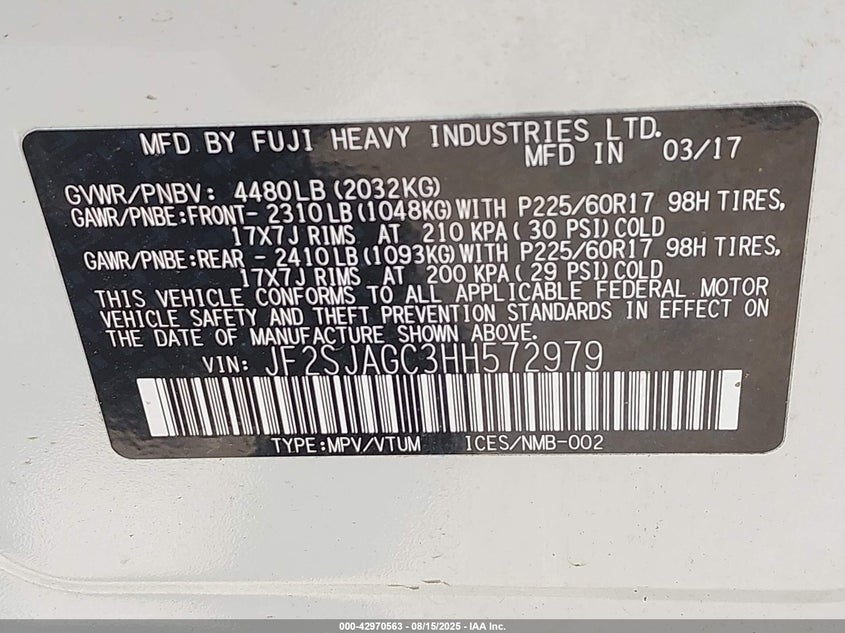 MFD BY FUJI HEAVY INDUSTRIES LTD.
MFD IN 03/17
GVWR/PNBV: 4480LB (2032KG)
GAWR/PNBE:FRONT- 2310LB (1048KG) WITH P225/60R17 98H TIRES,
17X7J RIMS AT 210 KPA( 30 PSI) COLD
GAWR/PNBE:REAR - 2410LB (1093KG) WITH P225/60R17 98H TIRES,
17X7J RIMS AT 200 KPA( 29 PSI) COLD
THIS VEHICLE CONFORMS TO ALL APPLICABLE FEDERAL MOTOR
VEHICLE SAFETY AND THEFT PREVENTION STANDARDS IN EFFECT ON
THE DATE OF MANUFACTURE SHOWN ABOVE.
VIN: JF2SJAGC3HH572979
TYPE:MPV/VTUM ICES/NMB-002
000-42970563 - 08/15/2025 - IAA Inc.